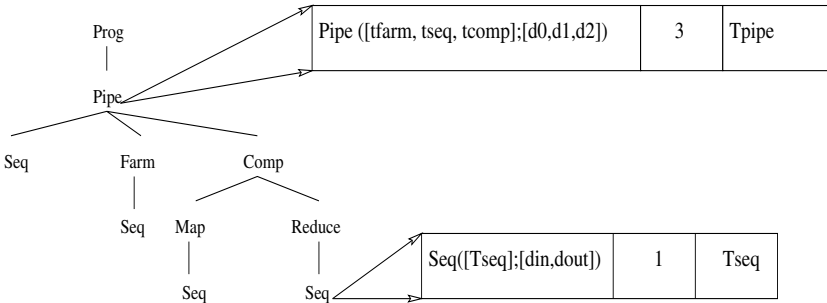 Prog
Pipe ([tfarm, tseq, tcomp];[d0,d1,d2]) 3 Tpipe
Pipe
Seq Farm Comp
Seq Map Reduce
Seq([Tseq];[din,dout]) 1 Tseq
Seq Seq